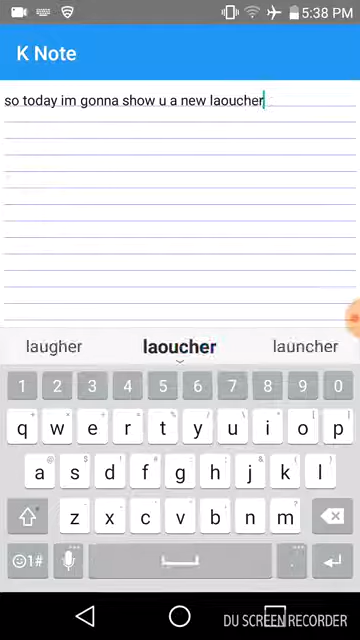 5:38 PM
K Note
so today im gonna show u a new laoucher
laugher laoucher launcher
1 2 3 4 5 6 7 8 9 0
q w e r t y u i o p
a s d f g h j k l
z x c v b n m
1#
DU SCREEN RECORDER